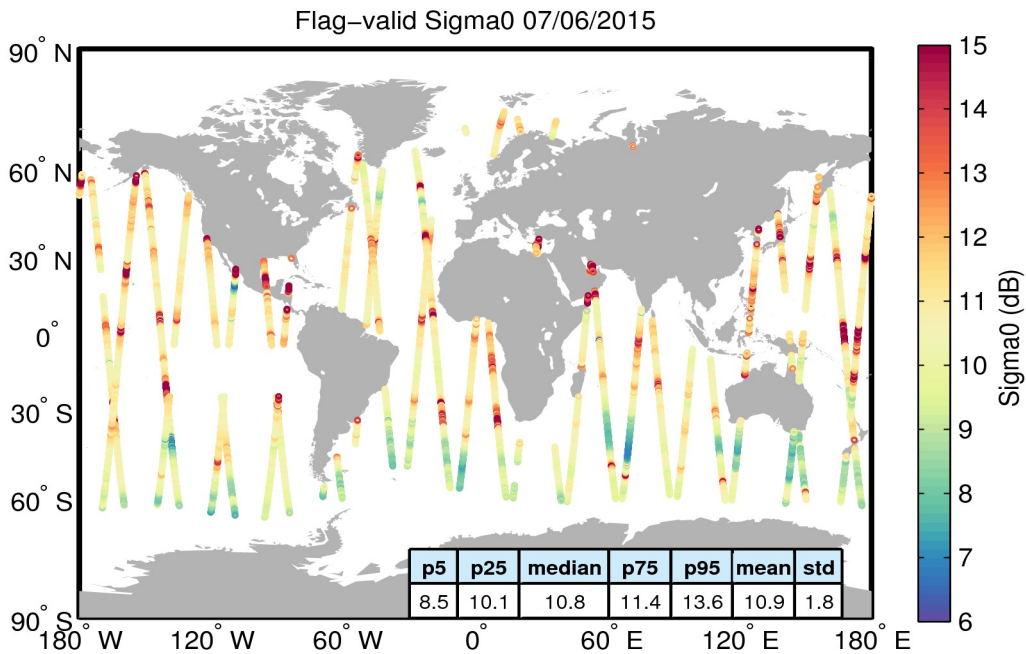 Flag−valid Sigma0 07/06/2015
90° N
60° N
30° N
0°
30° S
60° S
90° S
180° W
120° W
60° W
0°
60° E
120° E
180° E
p5 p25 median p75 p95 mean std
8.5 10.1 10.8 11.4 13.6 10.9 1.8
15
14
13
12
11
10
9
8
7
6
Sigma0 (dB)